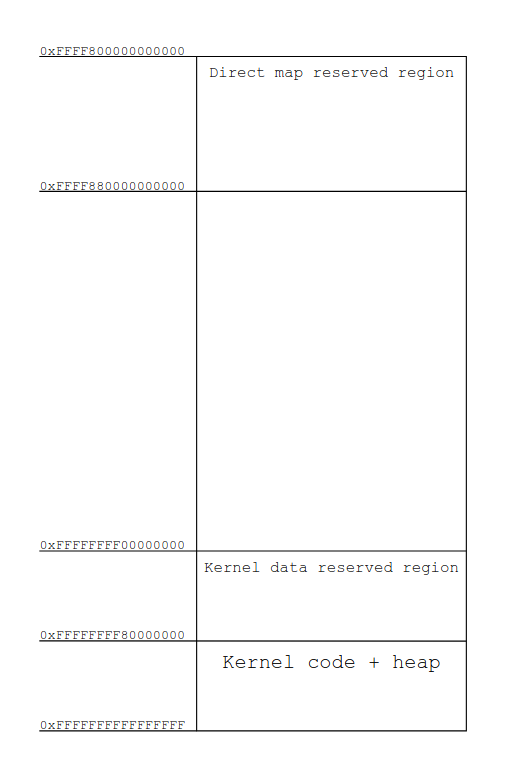 0xFFFF800000000000
Direct map reserved region
0xFFFF880000000000
0xFFFFFFFF00000000
Kernel data reserved region
0xFFFFFFFF80000000
Kernel code + heap
0xFFFFFFFFFFFFFFFF